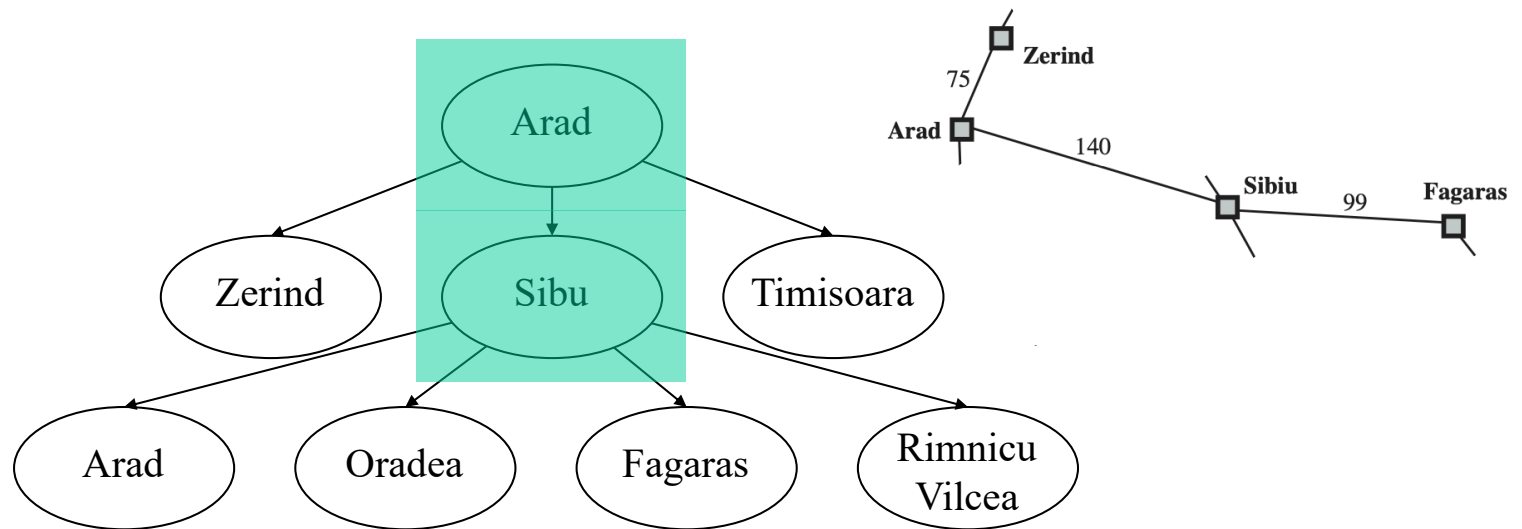 Arad
Zerind
Sibu
Timisoara
Arad
Oradea
Fagaras
Rimnicu
Vilcea
Zerind
75
Arad
140
Sibiu
99
Fagaras